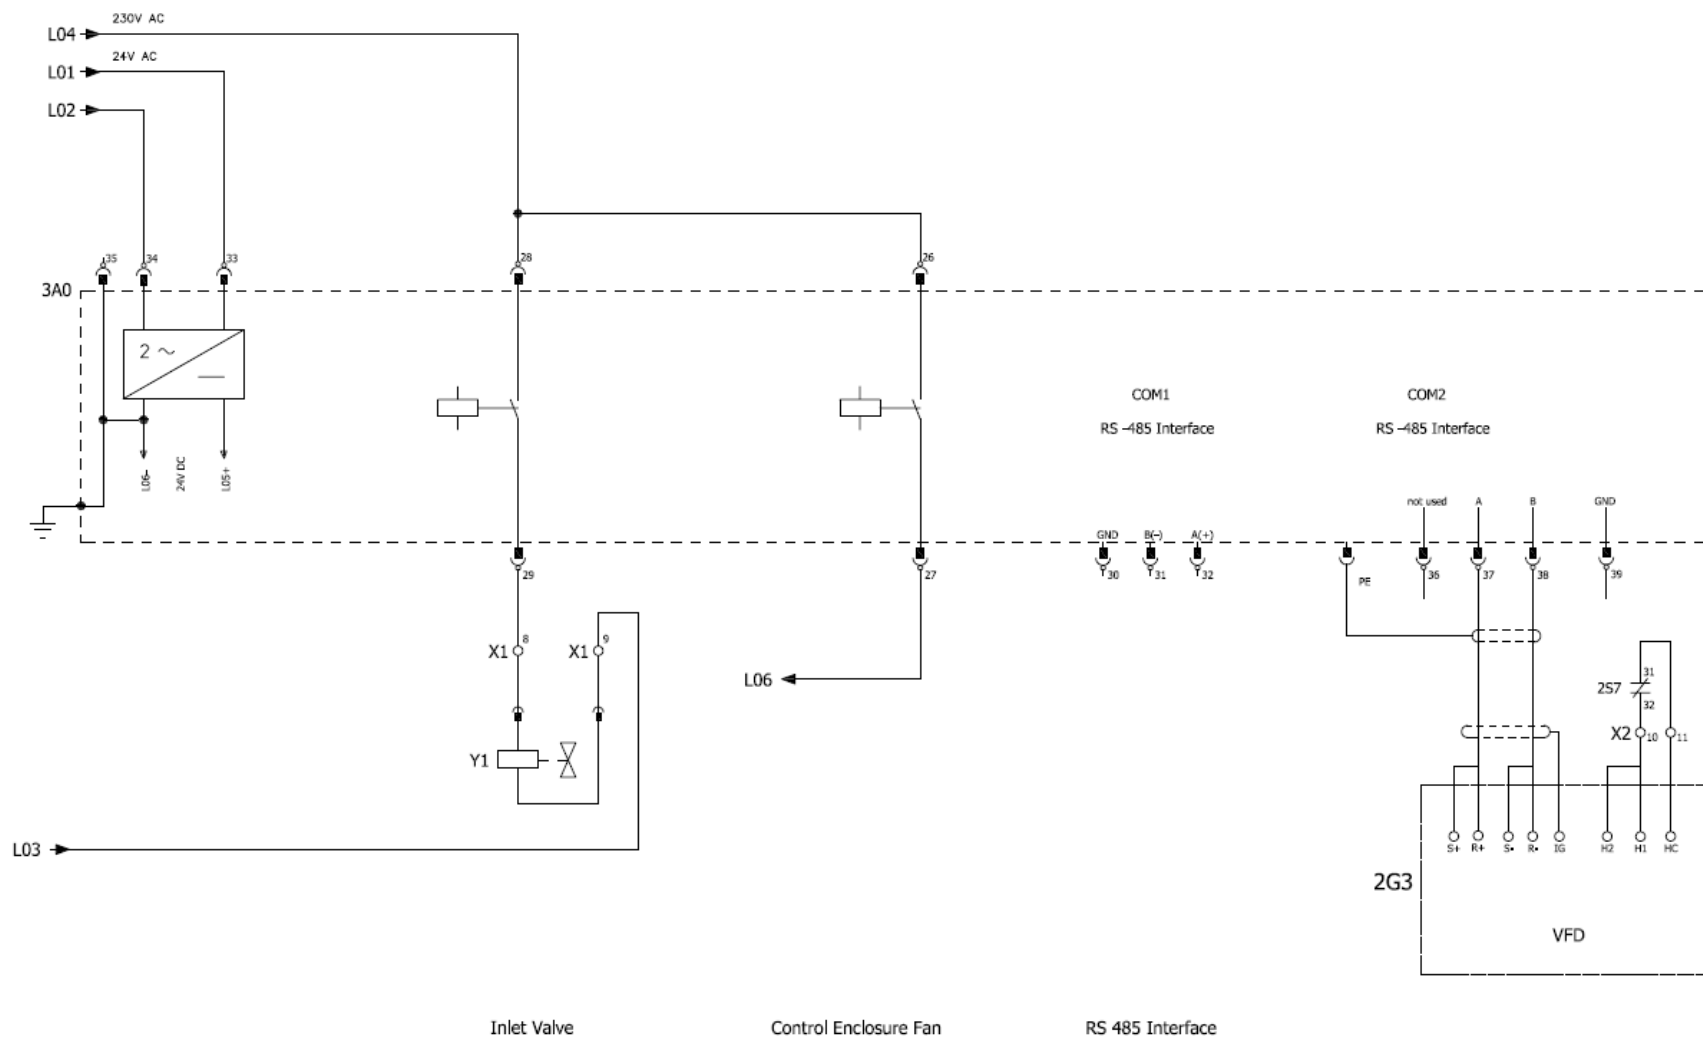 230V AC
L04
24V AC
L01
L02
35
34
33
28
26
3A0
2 ~
COM1
COM2
RS -485 Interface
RS -485 Interface
L06-
24V DC
L05+
not used
A
B
GND
GND
B(-)
A(+)
29
27
30
31
32
PE
36
37
38
39
X1
8
X1
9
L06
31
2S7
32
X2
10
11
Y1
L03
S+
R+
S-
R-
IG
H2
H1
HC
2G3
VFD
Inlet Valve
Control Enclosure Fan
RS 485 Interface